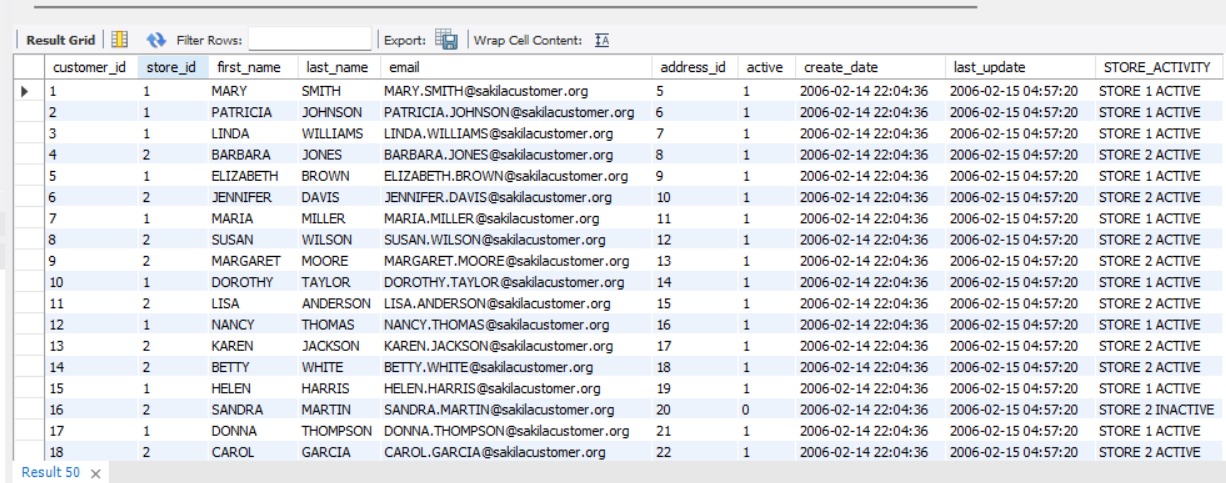 Result Grid Filter Rows: Export: Wrap Cell Content:
customer_id store_id first_name last_name email address_id active create_date last_update STORE_ACTIVITY
1 1 MARY SMITH MARY.SMITH@sakilacustomer.org 5 1 2006-02-14 22:04:36 2006-02-15 04:57:20 STORE 1 ACTIVE
2 1 PATRICIA JOHNSON PATRICIA.JOHNSON@sakilacustomer.org 6 1 2006-02-14 22:04:36 2006-02-15 04:57:20 STORE 1 ACTIVE
3 1 LINDA WILLIAMS LINDA.WILLIAMS@sakilacustomer.org 7 1 2006-02-14 22:04:36 2006-02-15 04:57:20 STORE 1 ACTIVE
4 2 BARBARA JONES BARBARA.JONES@sakilacustomer.org 8 1 2006-02-14 22:04:36 2006-02-15 04:57:20 STORE 2 ACTIVE
5 1 ELIZABETH BROWN ELIZABETH.BROWN@sakilacustomer.org 9 1 2006-02-14 22:04:36 2006-02-15 04:57:20 STORE 1 ACTIVE
6 2 JENNIFER DAVIS JENNIFER.DAVIS@sakilacustomer.org 10 1 2006-02-14 22:04:36 2006-02-15 04:57:20 STORE 2 ACTIVE
7 1 MARIA MILLER MARIA.MILLER@sakilacustomer.org 11 1 2006-02-14 22:04:36 2006-02-15 04:57:20 STORE 1 ACTIVE
8 2 SUSAN WILSON SUSAN.WILSON@sakilacustomer.org 12 1 2006-02-14 22:04:36 2006-02-15 04:57:20 STORE 2 ACTIVE
9 2 MARGARET MOORE MARGARET.MOORE@sakilacustomer.org 13 1 2006-02-14 22:04:36 2006-02-15 04:57:20 STORE 2 ACTIVE
10 1 DOROTHY TAYLOR DOROTHY.TAYLOR@sakilacustomer.org 14 1 2006-02-14 22:04:36 2006-02-15 04:57:20 STORE 1 ACTIVE
11 2 LISA ANDERSON LISA.ANDERSON@sakilacustomer.org 15 1 2006-02-14 22:04:36 2006-02-15 04:57:20 STORE 2 ACTIVE
12 1 NANCY THOMAS NANCY.THOMAS@sakilacustomer.org 16 1 2006-02-14 22:04:36 2006-02-15 04:57:20 STORE 1 ACTIVE
13 2 KAREN JACKSON KAREN.JACKSON@sakilacustomer.org 17 1 2006-02-14 22:04:36 2006-02-15 04:57:20 STORE 2 ACTIVE
14 2 BETTY WHITE BETTY.WHITE@sakilacustomer.org 18 1 2006-02-14 22:04:36 2006-02-15 04:57:20 STORE 2 ACTIVE
15 1 HELEN HARRIS HELEN.HARRIS@sakilacustomer.org 19 1 2006-02-14 22:04:36 2006-02-15 04:57:20 STORE 1 ACTIVE
16 2 SANDRA MARTIN SANDRA.MARTIN@sakilacustomer.org 20 0 2006-02-14 22:04:36 2006-02-15 04:57:20 STORE 2 INACTIVE
17 1 DONNA THOMPSON DONNA.THOMPSON@sakilacustomer.org 21 1 2006-02-14 22:04:36 2006-02-15 04:57:20 STORE 1 ACTIVE
18 2 CAROL GARCIA CAROL.GARCIA@sakilacustomer.org 22 1 2006-02-14 22:04:36 2006-02-15 04:57:20 STORE 2 ACTIVE
Result 50